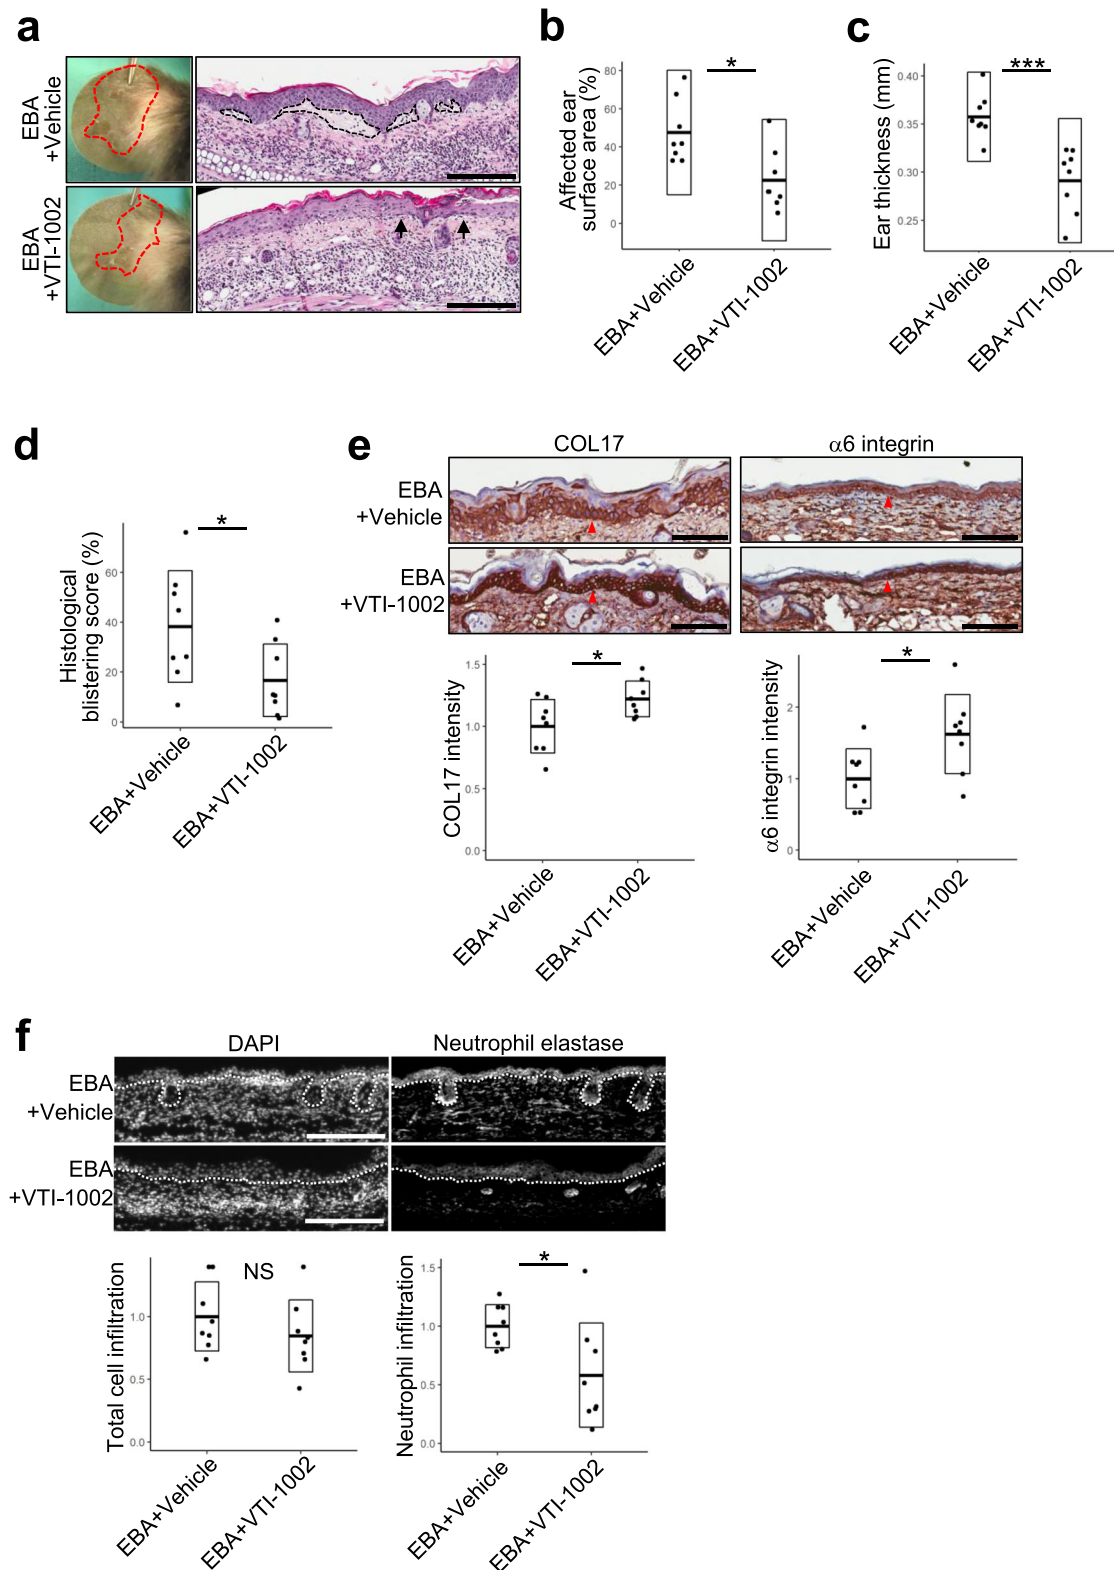 a
EBA
+Vehicle
EBA
+VTI-1002
b
Affected ear
surface area (%)
80
60
40
20
0
*
EBA+Vehicle
EBA+VTI-1002
c
Ear thickness (mm)
0.40
0.35
0.30
0.25
***
EBA+Vehicle
EBA+VTI-1002
d
Histological
blistering score (%)
60
40
20
0
*
EBA+Vehicle
EBA+VTI-1002
e
COL17
α6 integrin
EBA
+Vehicle
EBA
+VTI-1002
COL17 intensity
1.5
1.0
0.5
0.0
*
EBA+Vehicle
EBA+VTI-1002
α6 integrin intensity
2
1
0
*
EBA+Vehicle
EBA+VTI-1002
f
DAPI
Neutrophil elastase
EBA
+Vehicle
EBA
+VTI-1002
Total cell infiltration
1.0
0.5
0.0
NS
EBA+Vehicle
EBA+VTI-1002
Neutrophil infiltration
1.5
1.0
0.5
0.0
*
EBA+Vehicle
EBA+VTI-1002